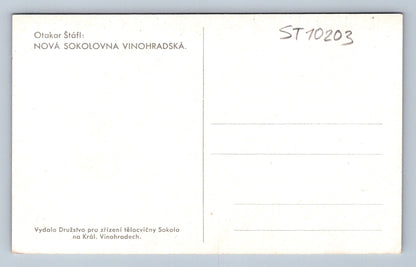 Otakar Štáfl:
NOVÁ SOKOLOVNA VINOHRADSKÁ.
ST10203
Vydalo Družstvo pro zřízení tělocvičny Sokola
na Král. Vinohradech.